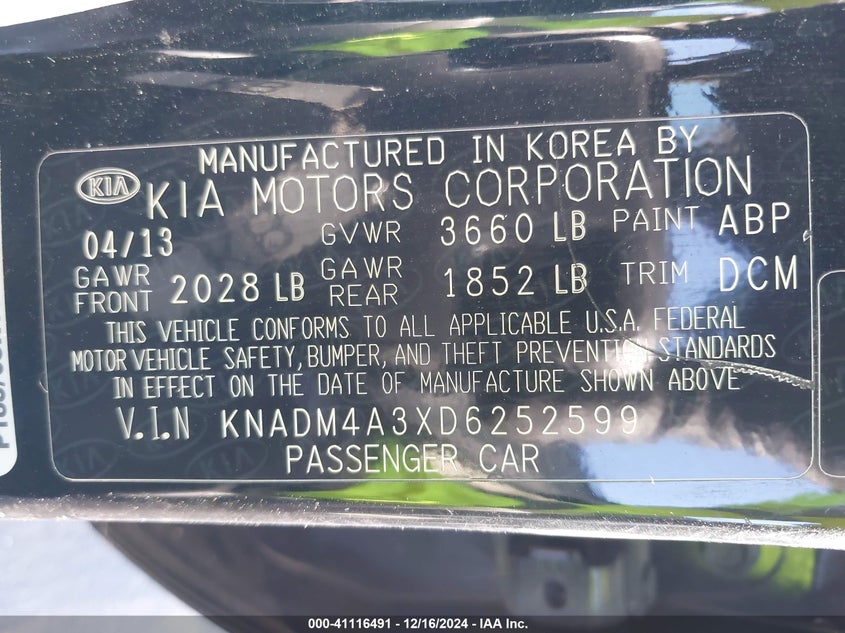 MANUFACTURED IN KOREA BY
KIA KIA MOTORS CORPORATION
04/13 GVWR 3660 LB PAINT ABP
GAWR FRONT 2028 LB GAWR REAR 1852 LB TRIM DCM
THIS VEHICLE CONFORMS TO ALL APPLICABLE U.S.A. FEDERAL
MOTOR VEHICLE SAFETY, BUMPER, AND THEFT PREVENTION STANDARDS
IN EFFECT ON THE DATE OF MANUFACTURE SHOWN ABOVE
V.I.N KNADM4A3XD6252599
PASSENGER CAR
000-41116491 - 12/16/2024 - IAA Inc.